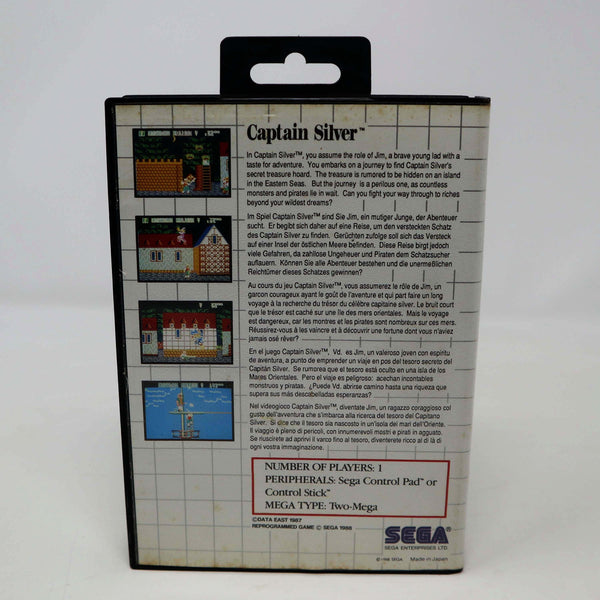 Captain Silver™
In Captain Silver™, you assume the role of Jim, a brave young lad with a
taste for adventure. You embarks on a journey to find Captain Silver's
secret treasure hoard. The treasure is rumored to be hidden on an island
in the Eastern Seas. But the journey is a perilous one, as countless
monsters and pirates lie in wait. Can you fight your way through to riches
beyond your wildest dreams?
Im Spiel Captain Silver™ sind Sie Jim, ein mutiger Junge, der Abenteuer
sucht. Er begibt sich daher auf eine Reise, um den versteckten Schatz
des Captain Silver zu finden. Gerüchten zufolge soll sich das Versteck
auf einer Insel der östlichen Meere befinden. Diese Reise birgt jedoch
viele Gefahren, da zahllose Ungeheuer und Piraten dem Schatzsucher
auflauern. Können Sie alle Abenteuer bestehen und die unermeßlichen
Reichtümer dieses Schatzes gewinnen?
Au cours du jeu Captain Silver™, vous assumerez le rôle de Jim, un
garcon courageux ayant le goût de l'aventure et qui part faire un long
voyage à la recherche du trésor du célèbre capitaine silver. Le bruit court
que le trésor est caché sur une île des mers orientales. Mais le voyage
est dangereux, car les montres et les pirates sont nombreux sur ces mers.
Réussirez-vous à les vaincre et à découvrir une fortune dont vous n'aviez
jamais osé rêver?
En el juego Captain Silver™, Vd. es Jim, un valeroso joven con espiritu
de aventura, a punto de emprender un viaje en pos del tesoro secreto del
Capitán Silver. Se rumorea que el tesoro está oculto en una isla de los
Mares Orientales. Pero el viaje es peligroso: acechan incontables
monstruos y piratas. ¿Puede Vd. abrirse camino hasta una riqueza que
supera sus más descabelladas esperanzas?
Nel videogioco Captain Silver™, diventate Jim, un ragazzo coraggioso col
gusto dell'avventura che s'imbarca alla ricerca del tesoro del Capitano
Silver. Si dice che il tesoro sia nascosto in un'isola dei mari dell'Oriente.
Il viaggio è pieno di pericoli, con innumerevoli mostri e pirati in agguato.
Se riuscirete ad aprirvi il varco fino al tesoro, diventerete ricco al di là di
ogni vostra immaginazione.
NUMBER OF PLAYERS: 1
PERIPHERALS: Sega Control Pad™ or
Control Stick™
MEGA TYPE: Two-Mega
©DATA EAST 1987
REPROGRAMMED GAME © SEGA 1988
SEGA®
SEGA ENTERPRISES LTD.
©1988 SEGA Made in Japan